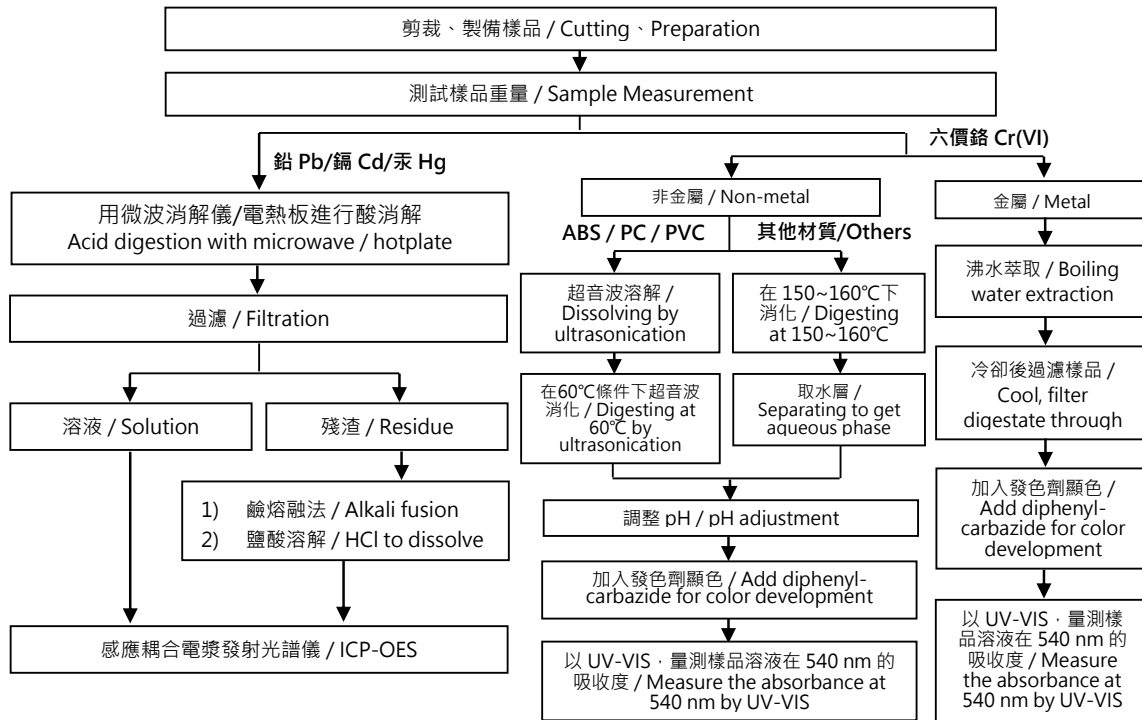 剪裁、製備樣品 / Cutting、Preparation
測試樣品重量 / Sample Measurement
鉛 Pb/鎘 Cd/汞 Hg
六價鉻 Cr(VI)
用微波消解儀/電熱板進行酸消解
Acid digestion with microwave / hotplate
過濾 / Filtration
溶液 / Solution
殘渣 / Residue
1) 鹼熔融法 / Alkali fusion
2) 鹽酸溶解 / HCl to dissolve
感應耦合電漿發射光譜儀 / ICP-OES
非金屬 / Non-metal
ABS / PC / PVC
其他材質/Others
超音波溶解 /
Dissolving by
ultrasonication
在 150~160℃下
消化 / Digesting
at 150~160℃
在60℃條件下超音波
消化 / Digesting at
60℃ by
ultrasonication
取水層 /
Separating to get
aqueous phase
調整 pH / pH adjustment
加入發色劑顯色 / Add diphenyl-
carbazide for color development
以 UV-VIS，量測樣品溶液在 540 nm 的
吸收度 / Measure the absorbance at
540 nm by UV-VIS
金屬 / Metal
沸水萃取 / Boiling
water extraction
冷卻後過濾樣品 /
Cool, filter
digestate through
加入發色劑顯色 /
Add diphenyl-
carbazide for color
development
以 UV-VIS，量測樣
品溶液在 540 nm 的
吸收度 / Measure
the absorbance at
540 nm by UV-VIS